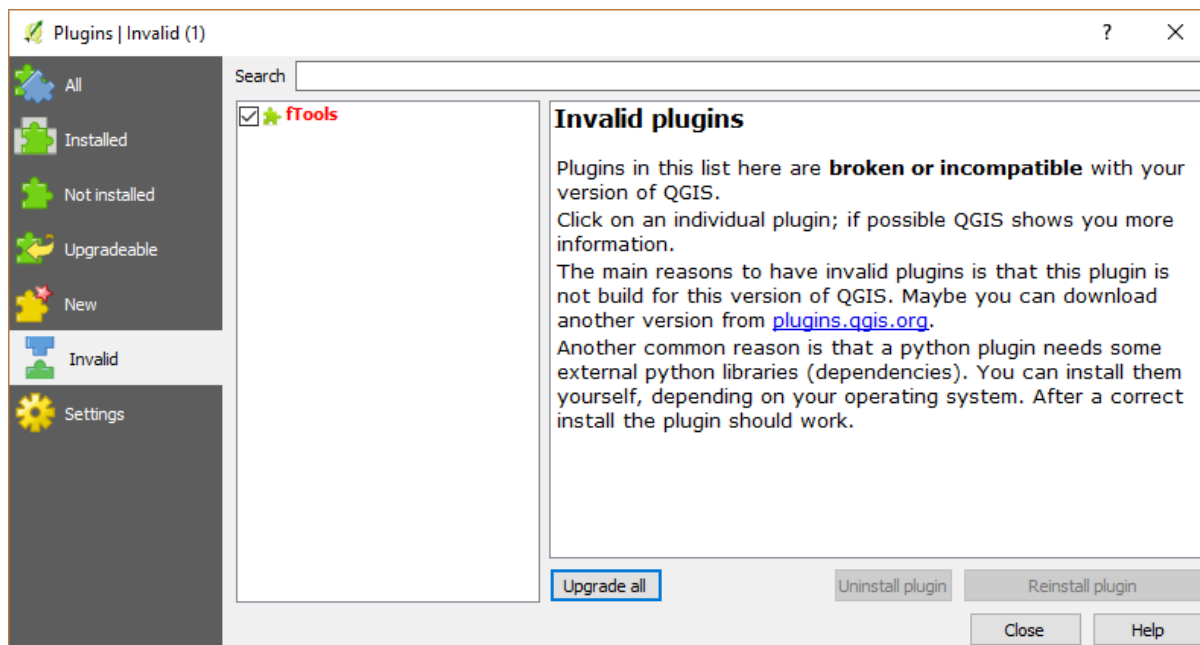 Plugins | Invalid (1)
?
All
Installed
Not installed
Upgradeable
New
Invalid
Settings
Search
fTools
Invalid plugins
Plugins in this list here are broken or incompatible with your
version of QGIS.
Click on an individual plugin; if possible QGIS shows you more
information.
The main reasons to have invalid plugins is that this plugin is
not build for this version of QGIS. Maybe you can download
another version from plugins.qgis.org.
Another common reason is that a python plugin needs some
external python libraries (dependencies). You can install them
yourself, depending on your operating system. After a correct
install the plugin should work.
Upgrade all
Uninstall plugin
Reinstall plugin
Close
Help